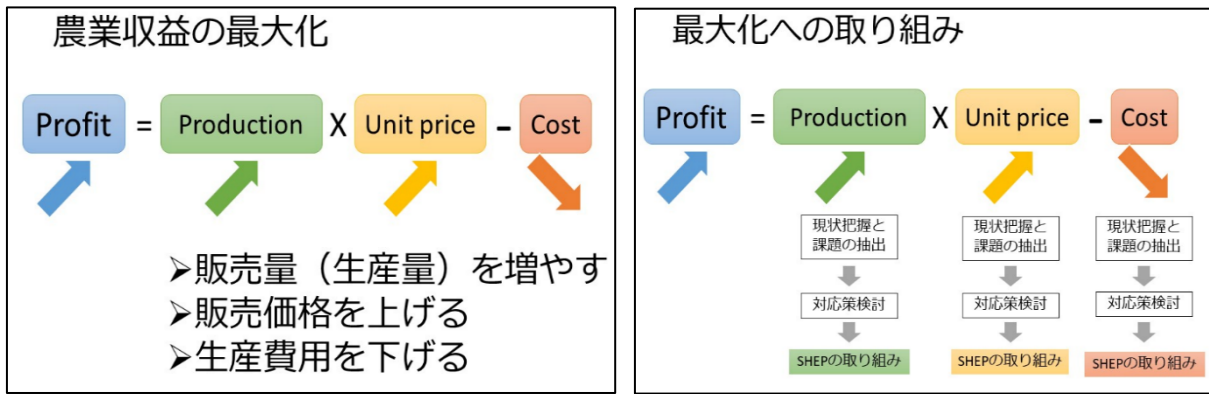 農業収益の最大化
Profit = Production X Unit price - Cost
➢販売量（生産量）を増やす
➢販売価格を上げる
➢生産費用を下げる
最大化への取り組み
Profit = Production X Unit price - Cost
現状把握と
課題の抽出
対応策検討
SHEPの取り組み
現状把握と
課題の抽出
対応策検討
SHEPの取り組み
現状把握と
課題の抽出
対応策検討
SHEPの取り組み